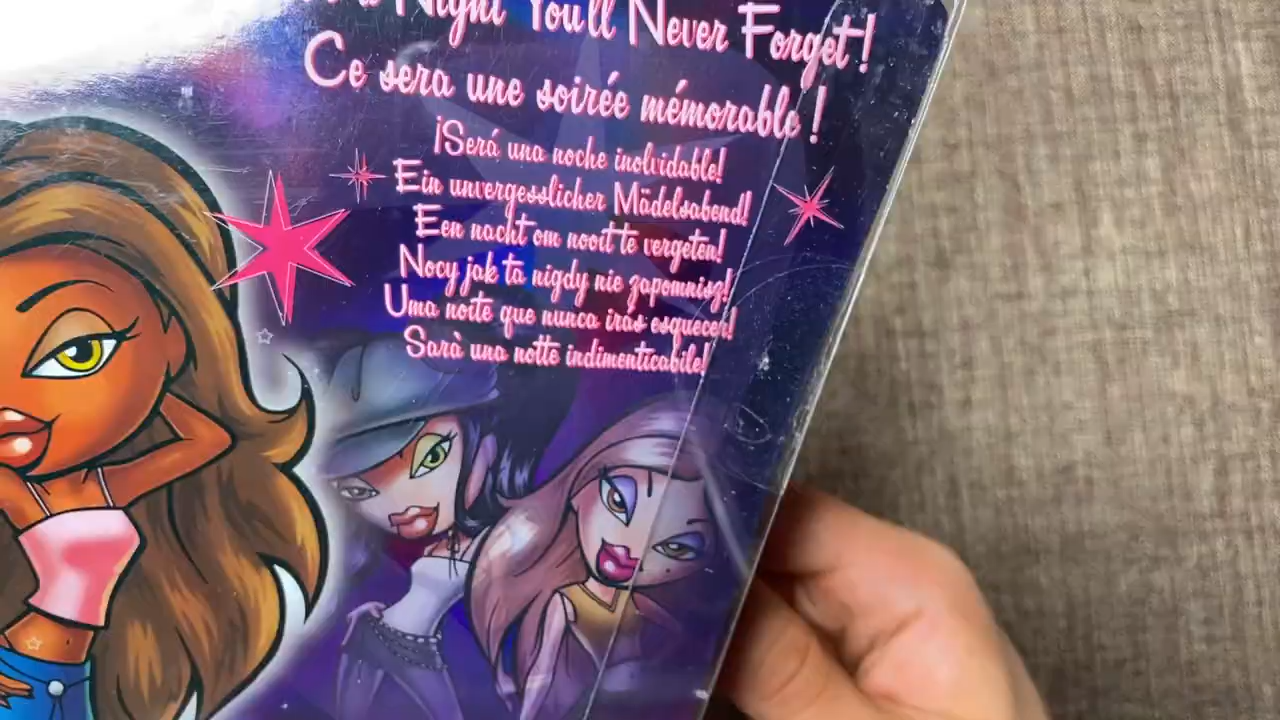 a Night You'll Never Forget!
Ce sera une soirée mémorable !
¡Será una noche inolvidable!
Ein unvergesslicher Mädelsabend!
Een nacht om nooit te vergeten!
Nocy jak ta nigdy nie zapomnisz!
Uma noite que nunca irás esquecer!
Sarà una notte indimenticabile!